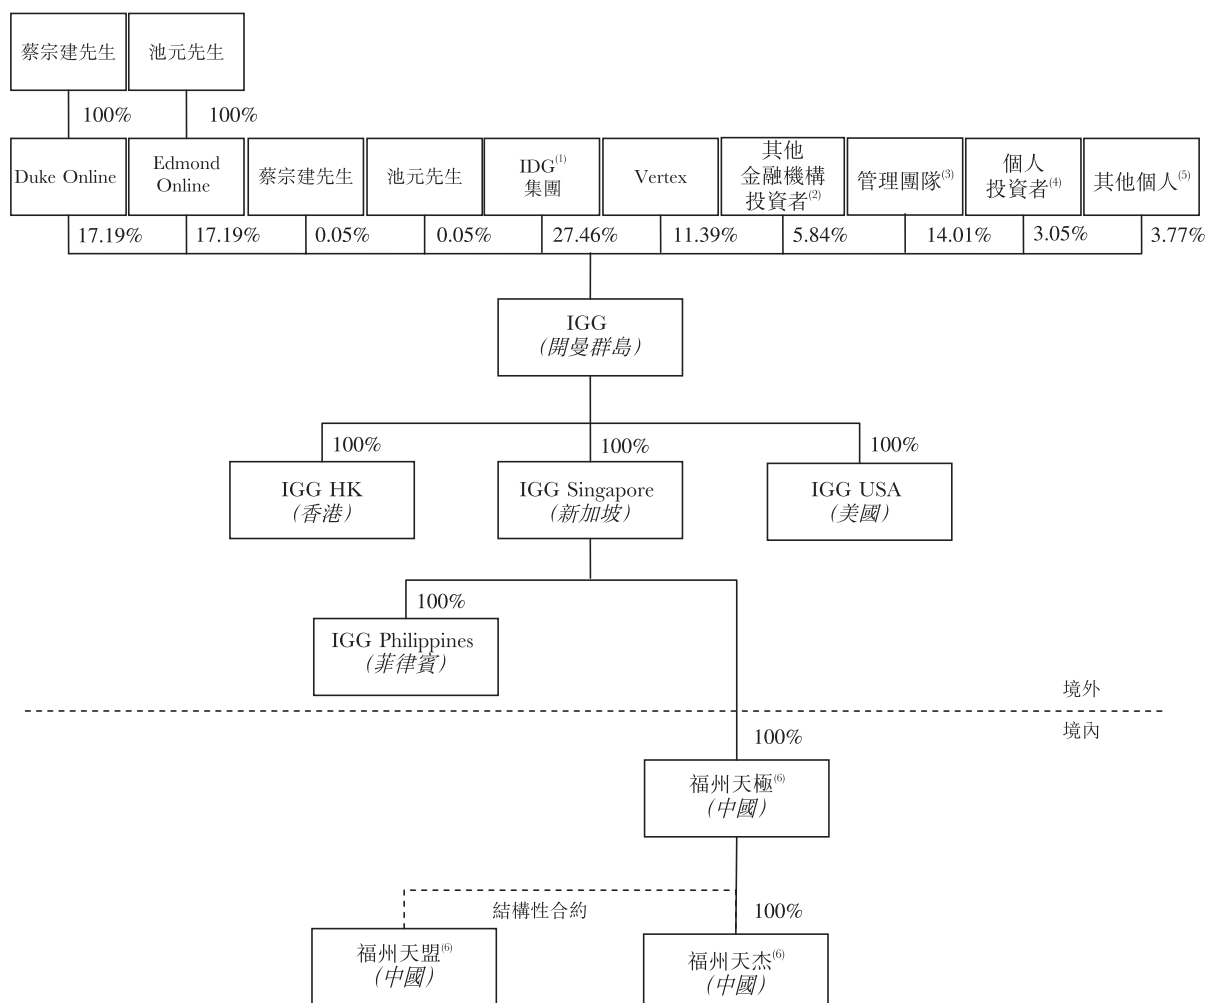 蔡宗建先生
池元先生
100%
100%
Duke Online
Edmond
Online
蔡宗建先生
池元先生
IDG(1)
集團
Vertex
其他
金融機構
投資者(2)
管理團隊(3)
個人
投資者(4)
其他個人(5)
17.19%
17.19%
0.05%
0.05%
27.46%
11.39%
5.84%
14.01%
3.05%
3.77%
IGG
(開曼群島)
100%
100%
100%
IGG HK
(香港)
IGG Singapore
(新加坡)
IGG USA
(美國)
100%
IGG Philippines
(菲律賓)
境外
境內
100%
福州天極(6)
(中國)
結構性合約
100%
福州天盟(6)
(中國)
福州天杰(6)
(中國)